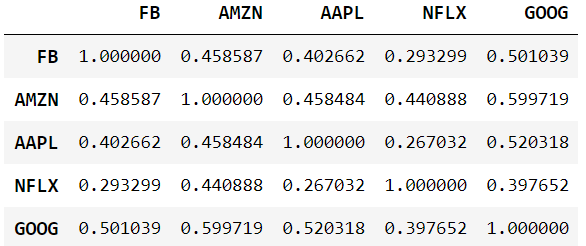 FB AMZN AAPL NFLX GOOG
FB 1.000000 0.458587 0.402662 0.293299 0.501039
AMZN 0.458587 1.000000 0.458484 0.440888 0.599719
AAPL 0.402662 0.458484 1.000000 0.267032 0.520318
NFLX 0.293299 0.440888 0.267032 1.000000 0.397652
GOOG 0.501039 0.599719 0.520318 0.397652 1.000000